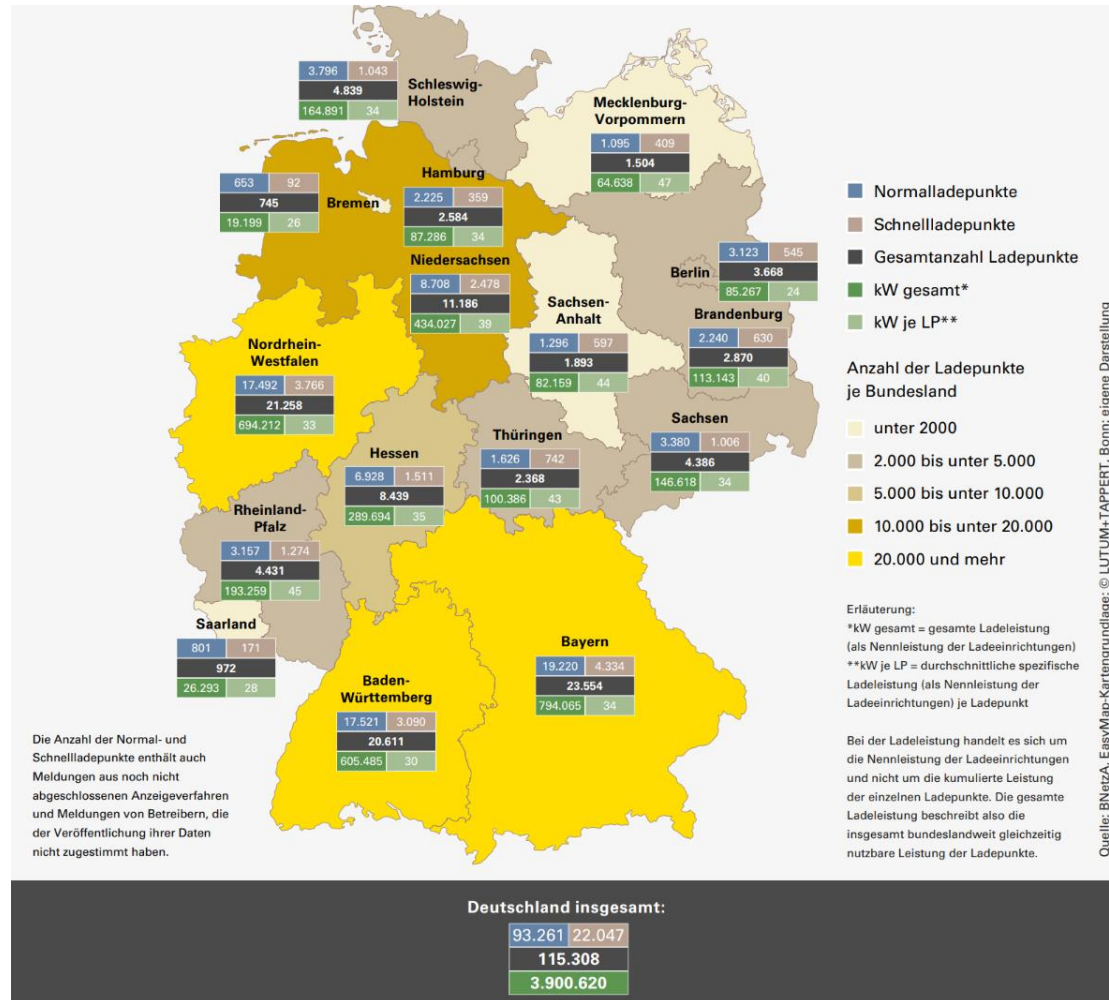 3.796 1.043
4.839
164.891 34
Schleswig-
Holstein
Mecklenburg-
Vorpommern
1.095 409
1.504
64.638 47
653 92
745
19.199 26
Bremen
Hamburg
2.225 359
2.584
87.286 34
Niedersachsen
8.708 2.478
11.186
434.027 39
Berlin
3.123 545
3.668
85.267 24
Brandenburg
2.240 630
2.870
113.143 40
Sachsen-
Anhalt
1.296 597
1.893
82.159 44
Nordrhein-
Westfalen
17.492 3.766
21.258
694.212 33
Hessen
6.928 1.511
8.439
289.694 35
Thüringen
1.626 742
2.368
100.386 43
Sachsen
3.380 1.006
4.386
146.618 34
Rheinland-
Pfalz
3.157 1.274
4.431
193.259 45
Saarland
801 171
972
26.293 28
Baden-
Württemberg
17.521 3.090
20.611
605.485 30
Bayern
19.220 4.334
23.554
794.065 34
Normalladepunkte
Schnellladepunkte
Gesamtanzahl Ladepunkte
kW gesamt*
kW je LP**
Anzahl der Ladepunkte
je Bundesland
unter 2000
2.000 bis unter 5.000
5.000 bis unter 10.000
10.000 bis unter 20.000
20.000 und mehr
Erläuterung:
*kW gesamt = gesamte Ladeleistung
(als Nennleistung der Ladeeinrichtungen)
**kW je LP = durchschnittliche spezifische
Ladeleistung (als Nennleistung der
Ladeeinrichtungen) je Ladepunkt
Bei der Ladeleistung handelt es sich um
die Nennleistung der Ladeeinrichtungen
und nicht um die kumulierte Leistung
der einzelnen Ladepunkte. Die gesamte
Ladeleistung beschreibt also die
insgesamt bundeslandweit gleichzeitig
nutzbare Leistung der Ladepunkte.
Quelle: BNetzA, EasyMap-Kartengrundlage: © LUTUM+TAPPERT, Bonn; eigene Darstellung
Die Anzahl der Normal- und
Schnellladepunkte enthält auch
Meldungen aus noch nicht
abgeschlossenen Anzeigeverfahren
und Meldungen von Betreibern, die
der Veröffentlichung ihrer Daten
nicht zugestimmt haben.
Deutschland insgesamt:
93.261 22.047
115.308
3.900.620